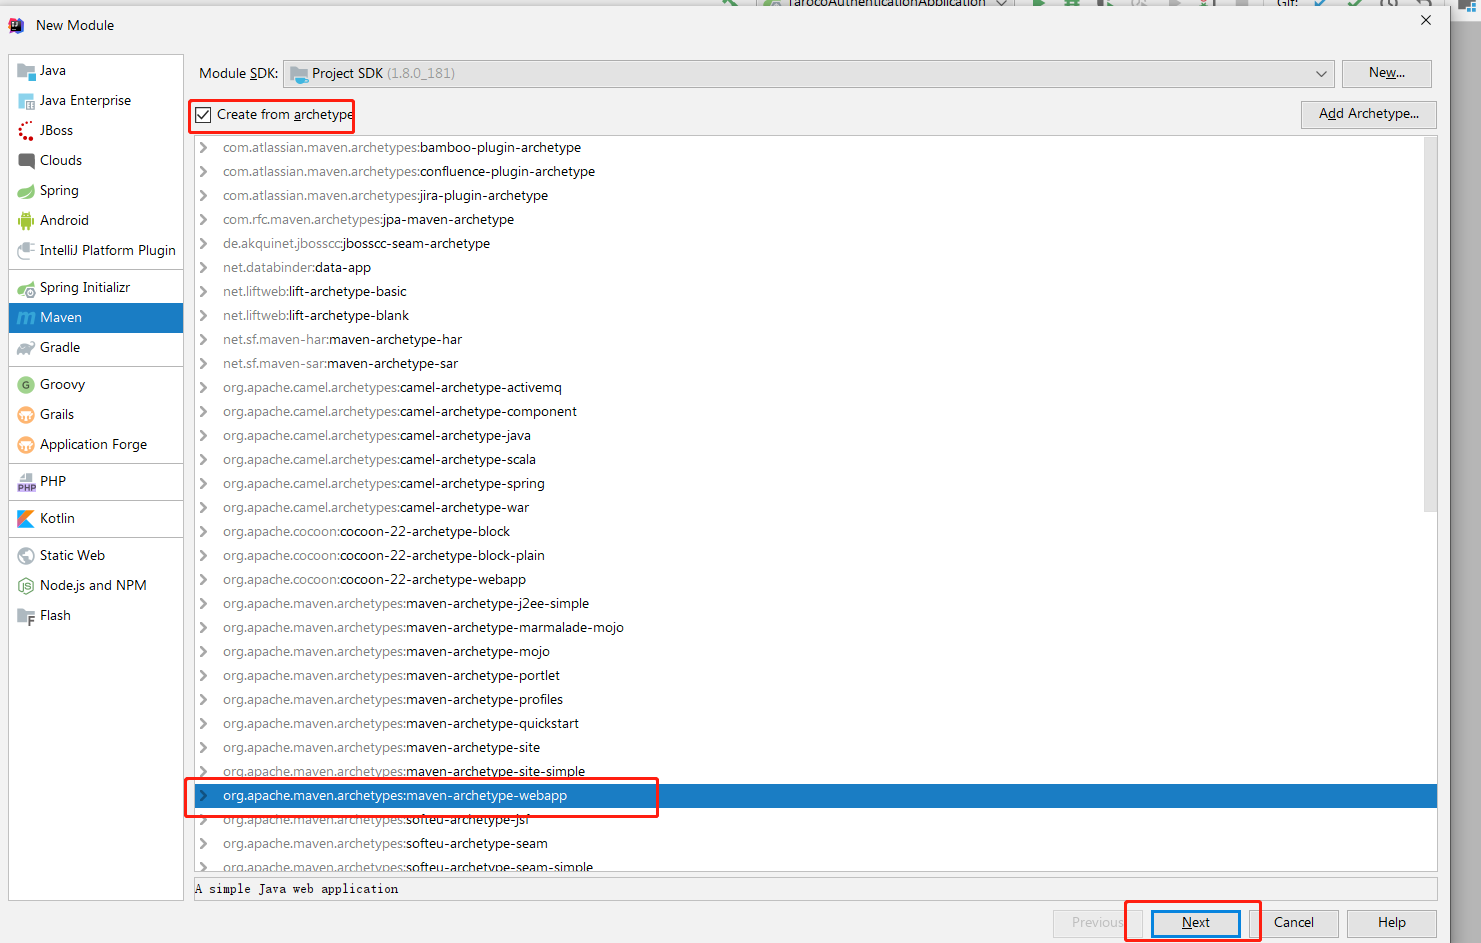 TarocoAuthenticationApplication
Git:
New Module
Java
Java Enterprise
JBoss
Clouds
Spring
Android
IntelliJ Platform Plugin
Spring Initializr
Maven
Gradle
Groovy
Grails
Application Forge
PHP
Kotlin
Static Web
Node.js and NPM
Flash
Module SDK: Project SDK (1.8.0_181) New...
Create from archetype Add Archetype...
com.atlassian.maven.archetypes:bamboo-plugin-archetype
com.atlassian.maven.archetypes:confluence-plugin-archetype
com.atlassian.maven.archetypes:jira-plugin-archetype
com.rfc.maven.archetypes:jpa-maven-archetype
de.akquinet.jbosscc:jbosscc-seam-archetype
net.databinder:data-app
net.liftweb:lift-archetype-basic
net.liftweb:lift-archetype-blank
net.sf.maven-har:maven-archetype-har
net.sf.maven-sar:maven-archetype-sar
org.apache.camel.archetypes:camel-archetype-activemq
org.apache.camel.archetypes:camel-archetype-component
org.apache.camel.archetypes:camel-archetype-java
org.apache.camel.archetypes:camel-archetype-scala
org.apache.camel.archetypes:camel-archetype-spring
org.apache.camel.archetypes:camel-archetype-war
org.apache.cocoon:cocoon-22-archetype-block
org.apache.cocoon:cocoon-22-archetype-block-plain
org.apache.cocoon:cocoon-22-archetype-webapp
org.apache.maven.archetypes:maven-archetype-j2ee-simple
org.apache.maven.archetypes:maven-archetype-marmalade-mojo
org.apache.maven.archetypes:maven-archetype-mojo
org.apache.maven.archetypes:maven-archetype-portlet
org.apache.maven.archetypes:maven-archetype-profiles
org.apache.maven.archetypes:maven-archetype-quickstart
org.apache.maven.archetypes:maven-archetype-site
org.apache.maven.archetypes:maven-archetype-site-simple
org.apache.maven.archetypes:maven-archetype-webapp
org.apache.maven.archetypes:softeu-archetype-jsf
org.apache.maven.archetypes:softeu-archetype-seam
org.apache.maven.archetypes:softeu-archetype-seam-simple
A simple Java web application
Previous Next Cancel Help